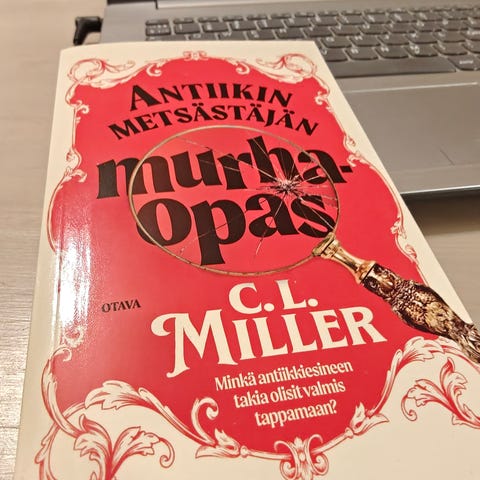 ANTIIKIN
METSÄSTÄJÄN
murha-
opas
OTAVA
C. L.
MILLER
Minkä antiikkiesineen
takia olisit valmis
tappamaan?